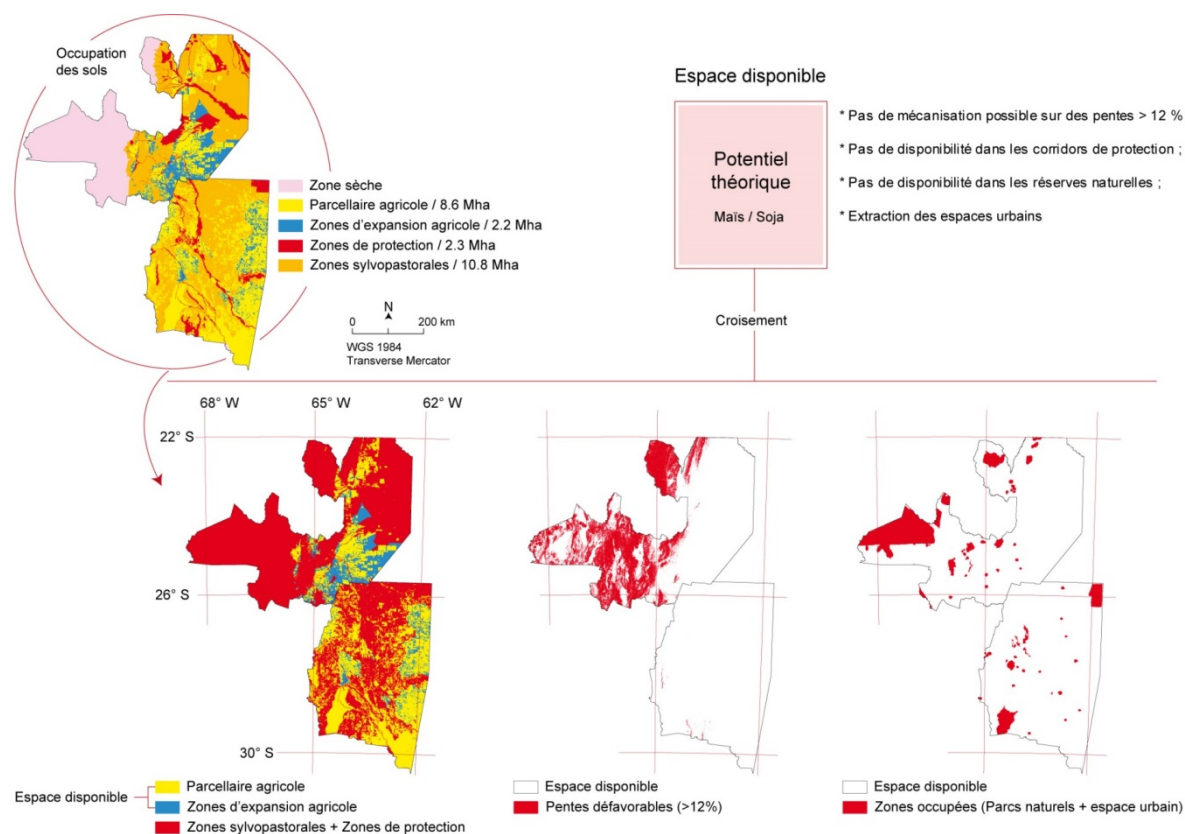 Occupation
des sols
Zone sèche
Parcellaire agricole / 8.6 Mha
Zones d'expansion agricole / 2.2 Mha
Zones de protection / 2.3 Mha
Zones sylvopastorales / 10.8 Mha
N
0 200 km
WGS 1984
Transverse Mercator
Espace disponible
Potentiel
théorique
Maïs / Soja
* Pas de mécanisation possible sur des pentes > 12 %
* Pas de disponibilité dans les corridors de protection ;
* Pas de disponibilité dans les réserves naturelles ;
* Extraction des espaces urbains
Croisement
68° W 65° W 62° W
22° S
26° S
30° S
Espace disponible
Parcellaire agricole
Zones d'expansion agricole
Zones sylvopastorales + Zones de protection
Espace disponible
Pentes défavorables (>12%)
Espace disponible
Zones occupées (Parcs naturels + espace urbain)